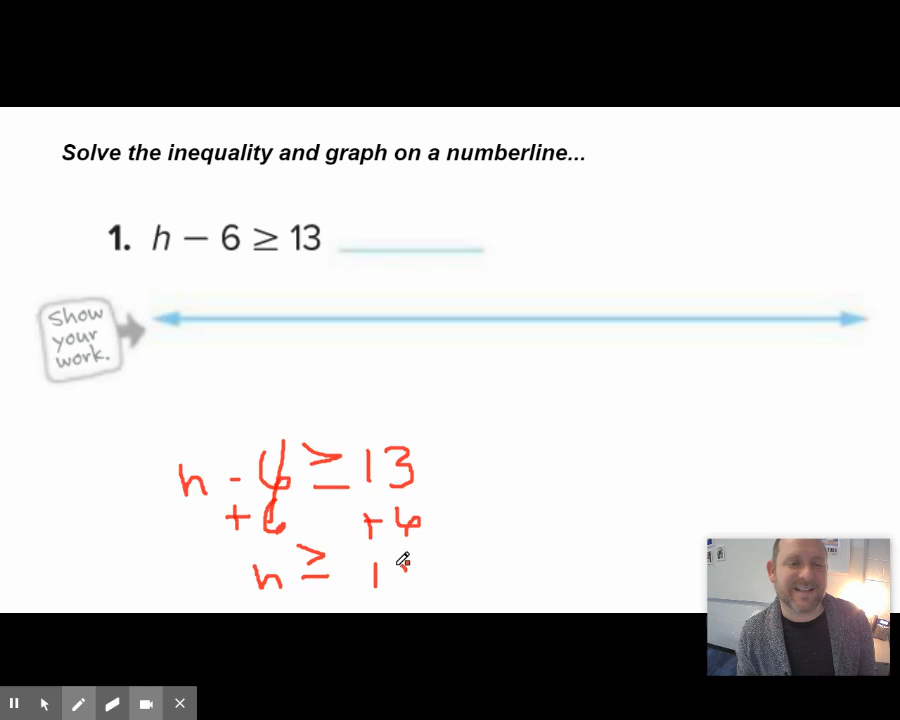 Solve the inequality and graph on a numberline...
1. h − 6 ≥ 13
Show
your
work.
h - 6 ≥ 13
+6 +6
h ≥ 1